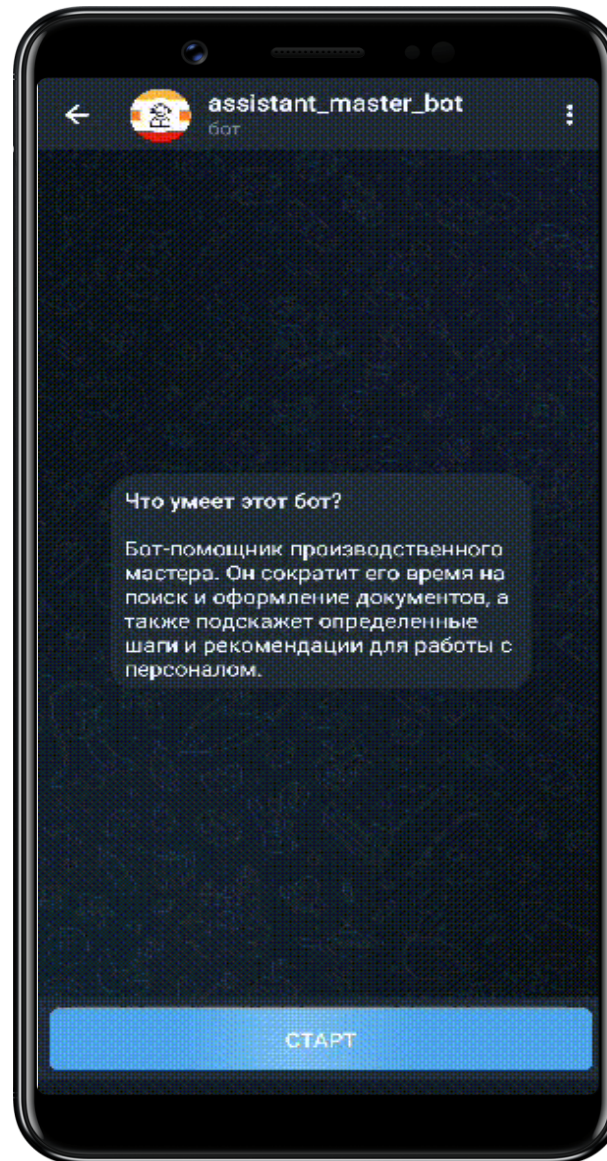 assistant_master_bot
бот
Что умеет этот бот?
Бот-помощник производственного
мастера. Он сократит его время на
поиск и оформление документов, а
также подскажет определенные
шаги и рекомендации для работы с
персоналом.
СТАРТ